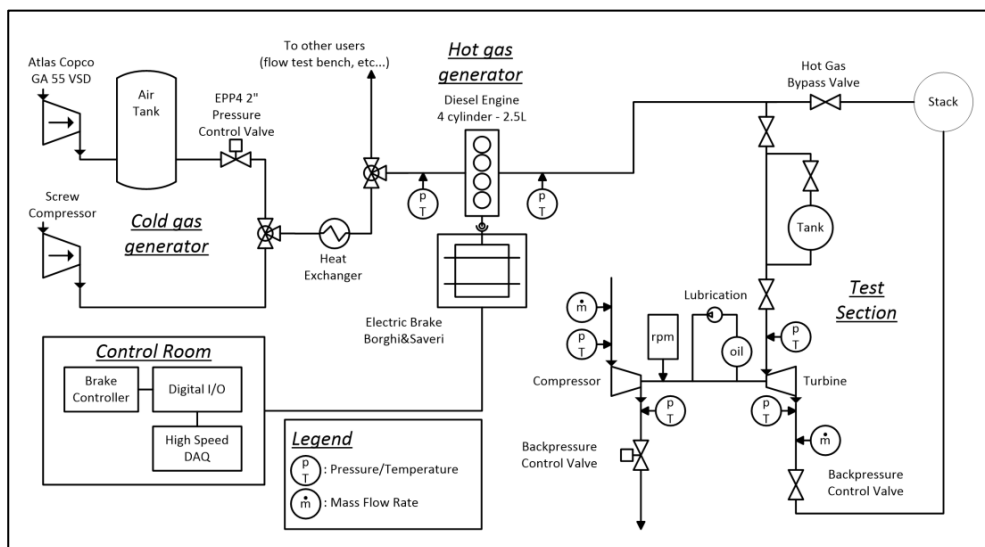 Atlas Copco
GA 55 VSD
Air
Tank
EPP4 2"
Pressure
Control Valve
To other users
(flow test bench, etc...)
Hot gas
generator
Diesel Engine
4 cylinder - 2.5L
Hot Gas
Bypass Valve
Stack
Screw
Compressor
Cold gas
generator
Heat
Exchanger
p
T
p
T
Tank
Electric Brake
Borghi&Saveri
Test
Section
Lubrication
ṁ
p
T
rpm
oil
p
T
Compressor
Turbine
p
T
p
T
ṁ
Backpressure
Control Valve
Backpressure
Control Valve
Control Room
Brake
Controller
Digital I/O
High Speed
DAQ
Legend
p
T
: Pressure/Temperature
ṁ
: Mass Flow Rate